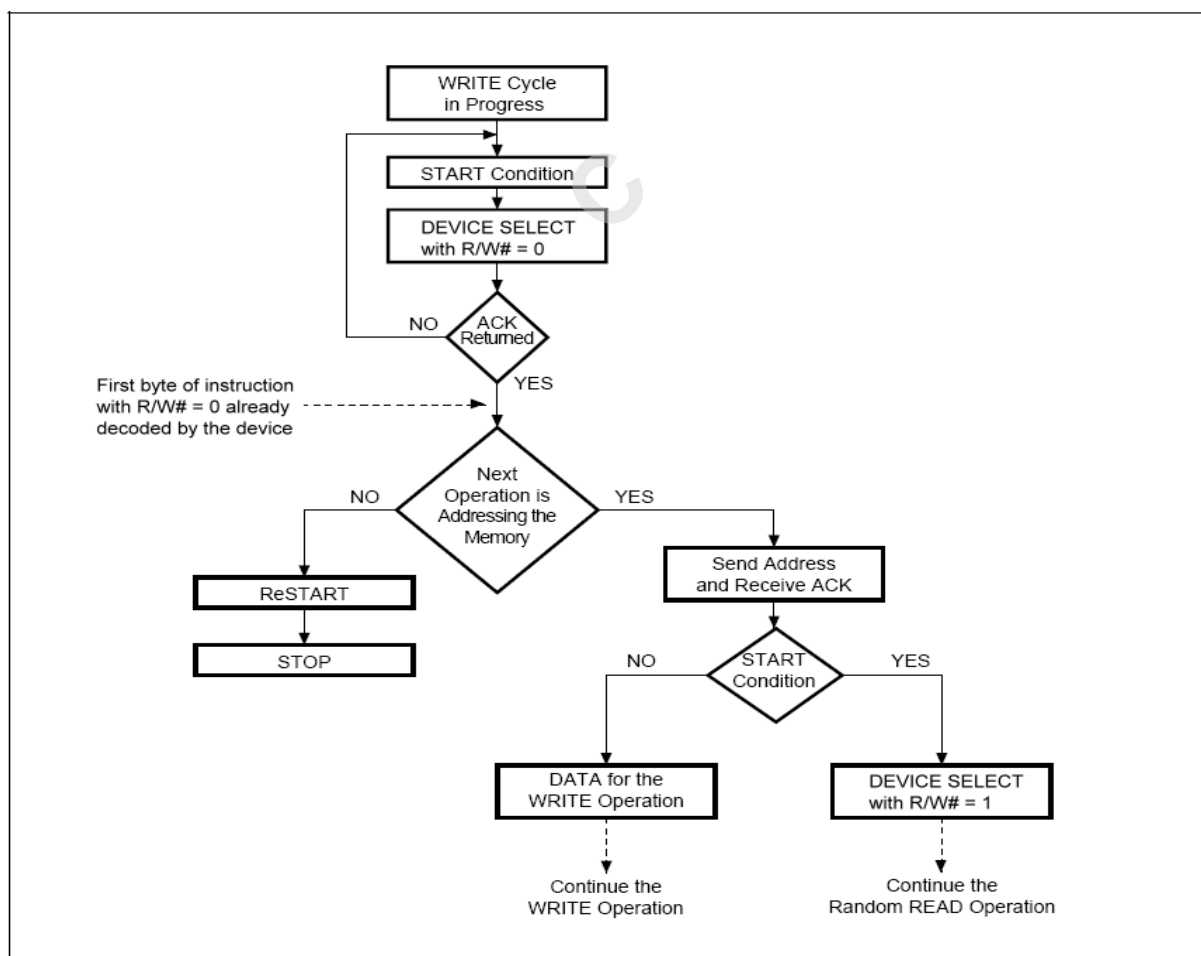 WRITE Cycle
in Progress
START Condition
DEVICE SELECT
with R/W# = 0
ACK
Returned
NO
YES
First byte of instruction
with R/W# = 0 already
decoded by the device
Next
Operation is
Addressing the
Memory
NO
YES
ReSTART
STOP
Send Address
and Receive ACK
START
Condition
NO
YES
DATA for the
WRITE Operation
DEVICE SELECT
with R/W# = 1
Continue the
WRITE Operation
Continue the
Random READ Operation
C